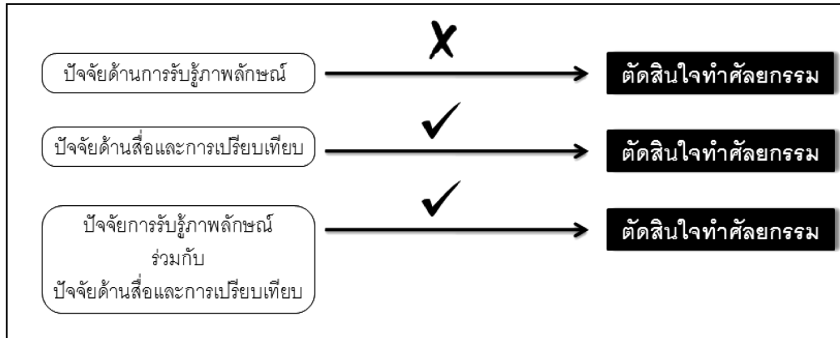 ปัจจัยด้านการรับรู้ภาพลักษณ์
ตัดสินใจทำศัลยกรรม
ปัจจัยด้านสื่อและการเปรียบเทียบ
ตัดสินใจทำศัลยกรรม
ปัจจัยการรับรู้ภาพลักษณ์
ร่วมกับ
ปัจจัยด้านสื่อและการเปรียบเทียบ
ตัดสินใจทำศัลยกรรม